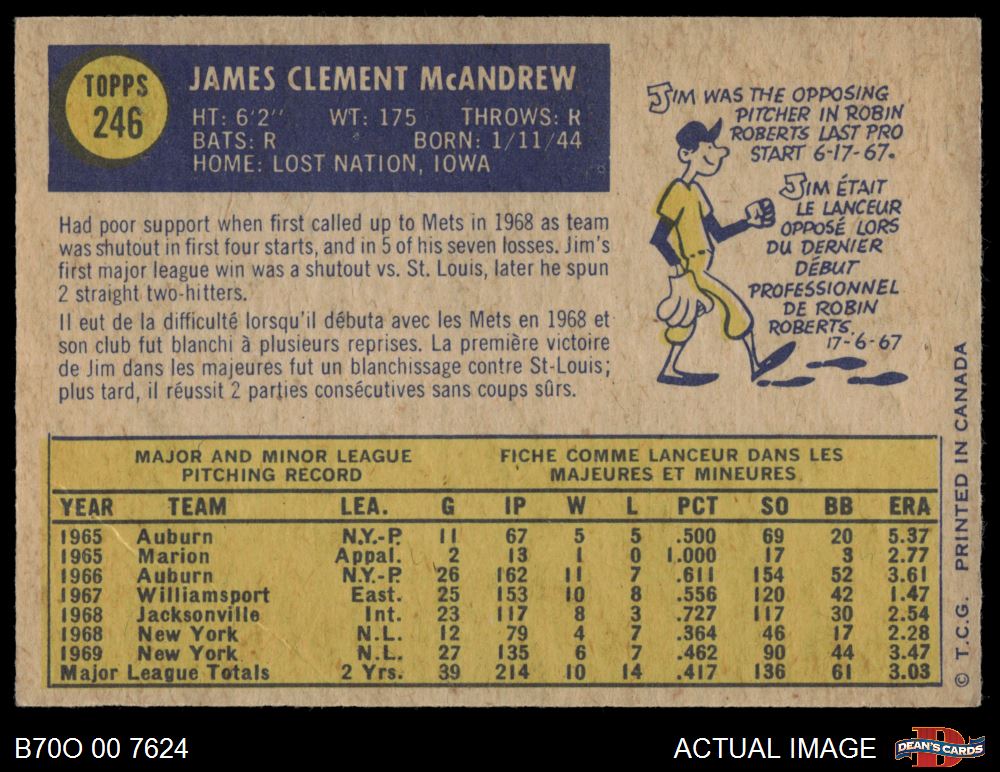 TOPPS
246
JAMES CLEMENT McANDREW
HT: 6'2" WT: 175 THROWS: R
BATS: R BORN: 1/11/44
HOME: LOST NATION, IOWA
Had poor support when first called up to Mets in 1968 as team
was shutout in first four starts, and in 5 of his seven losses. Jim's
first major league win was a shutout vs. St. Louis, later he spun
2 straight two-hitters.
Il eut de la difficulté lorsqu'il débuta avec les Mets en 1968 et
son club fut blanchi à plusieurs reprises. La première victoire
de Jim dans les majeures fut un blanchissage contre St-Louis;
plus tard, il réussit 2 parties consécutives sans coups sûrs.
JIM WAS THE OPPOSING
PITCHER IN ROBIN
ROBERTS LAST PRO
START 6-17-67.
JIM ÉTAIT
LE LANCEUR
OPPOSÉ LORS
DU DERNIER
DÉBUT
PROFESSIONNEL
DE ROBIN
ROBERTS.
17-6-67
MAJOR AND MINOR LEAGUE
PITCHING RECORD
FICHE COMME LANCEUR DANS LES
MAJEURES ET MINEURES
YEAR TEAM LEA. G IP W L PCT SO BB ERA
1965 Auburn N.Y.-P. 11 67 5 5 .500 69 20 5.37
1965 Marion Appal. 2 13 1 0 1.000 17 3 2.77
1966 Auburn N.Y.-P. 26 162 11 7 .611 154 52 3.61
1967 Williamsport East. 25 153 10 8 .556 120 42 1.47
1968 Jacksonville Int. 23 117 8 3 .727 117 30 2.54
1968 New York N.L. 12 79 4 7 .364 46 17 2.28
1969 New York N.L. 27 135 6 7 .462 90 44 3.47
Major League Totals 2 Yrs. 39 214 10 14 .417 136 61 3.03
© T.C.G. PRINTED IN CANADA
B70O 00 7624
ACTUAL IMAGE
DEAN'S CARDS